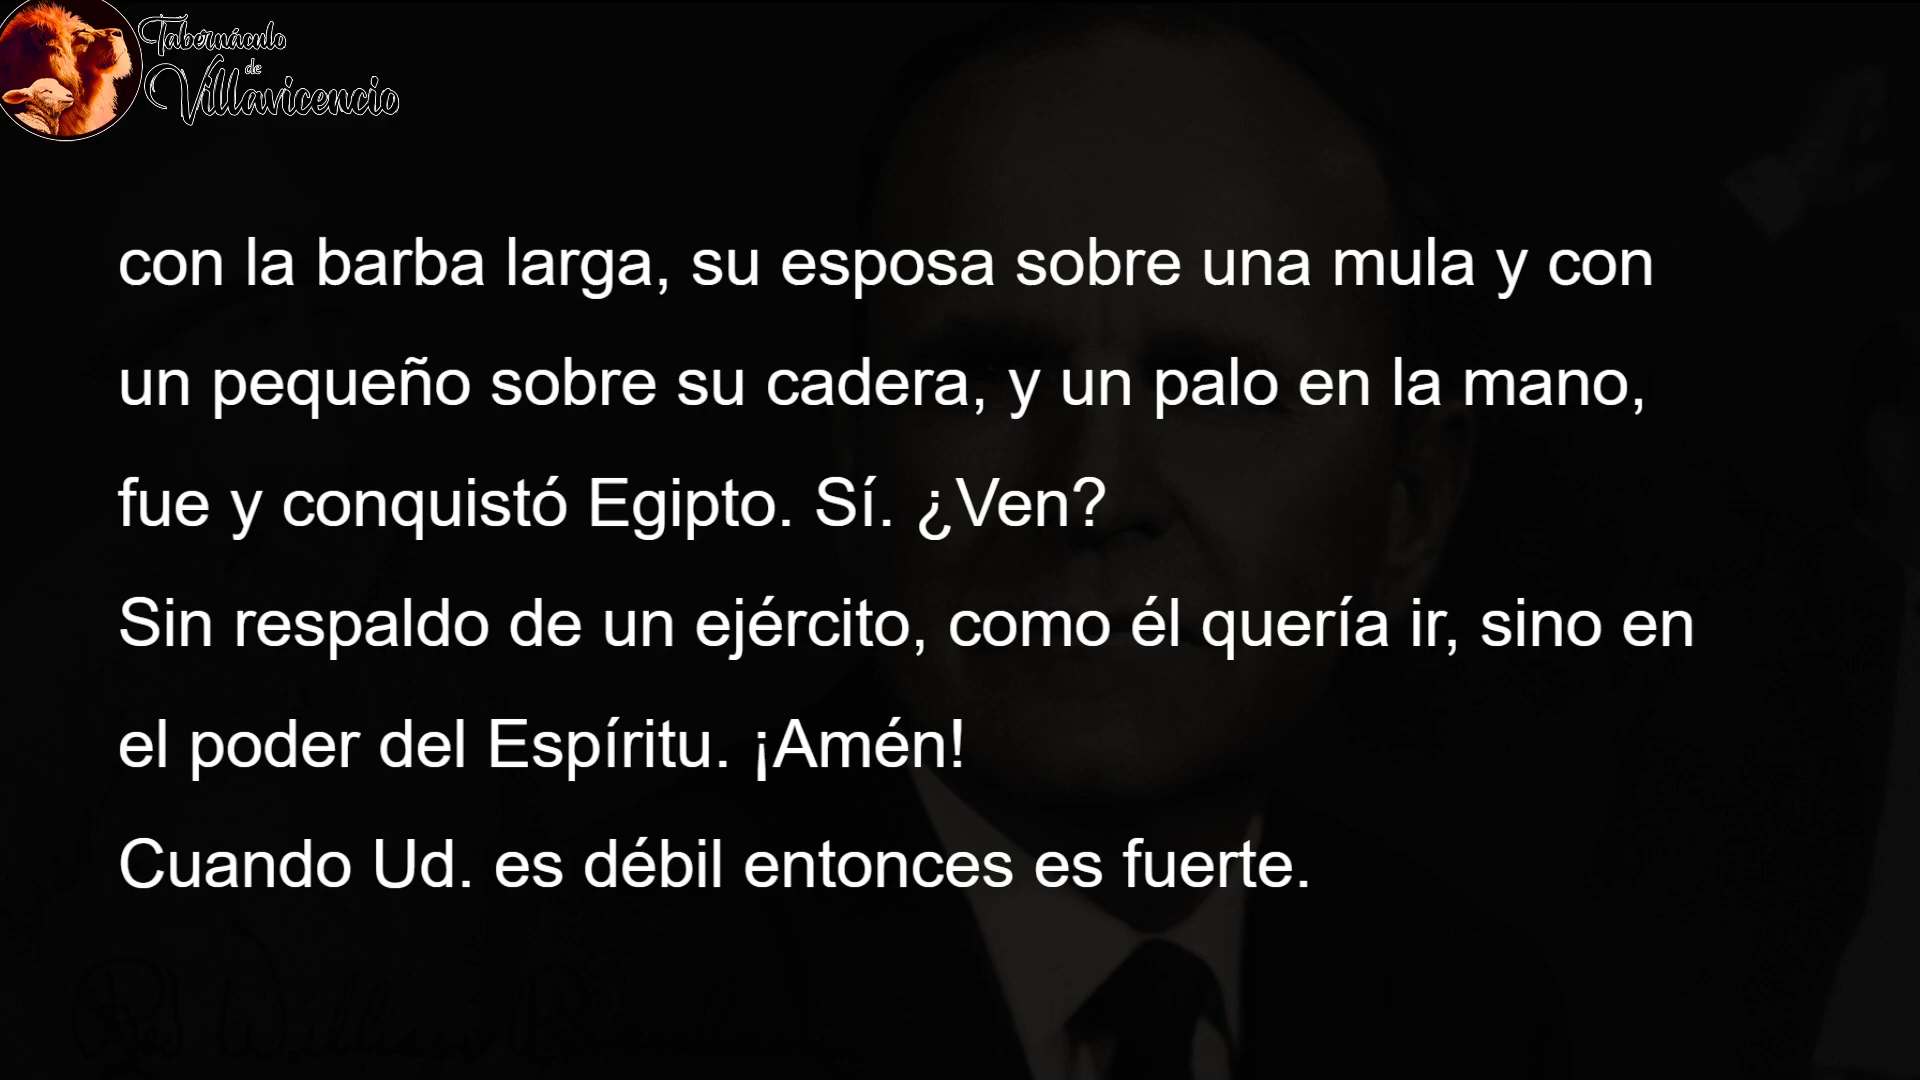 Tabernáculo
de
Villavicencio
con la barba larga, su esposa sobre una mula y con
un pequeño sobre su cadera, y un palo en la mano,
fue y conquistó Egipto. Sí. ¿Ven?
Sin respaldo de un ejército, como él quería ir, sino en
el poder del Espíritu. ¡Amén!
Cuando Ud. es débil entonces es fuerte.